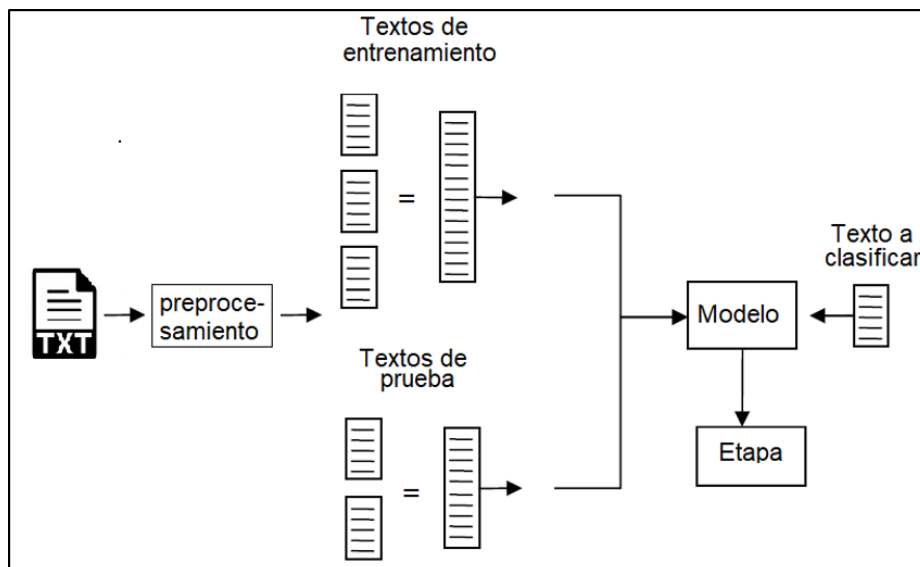 Textos de
entrenamiento
=
Texto a
clasificar
TXT
preproce-
samiento
Modelo
Textos de
prueba
Etapa
=